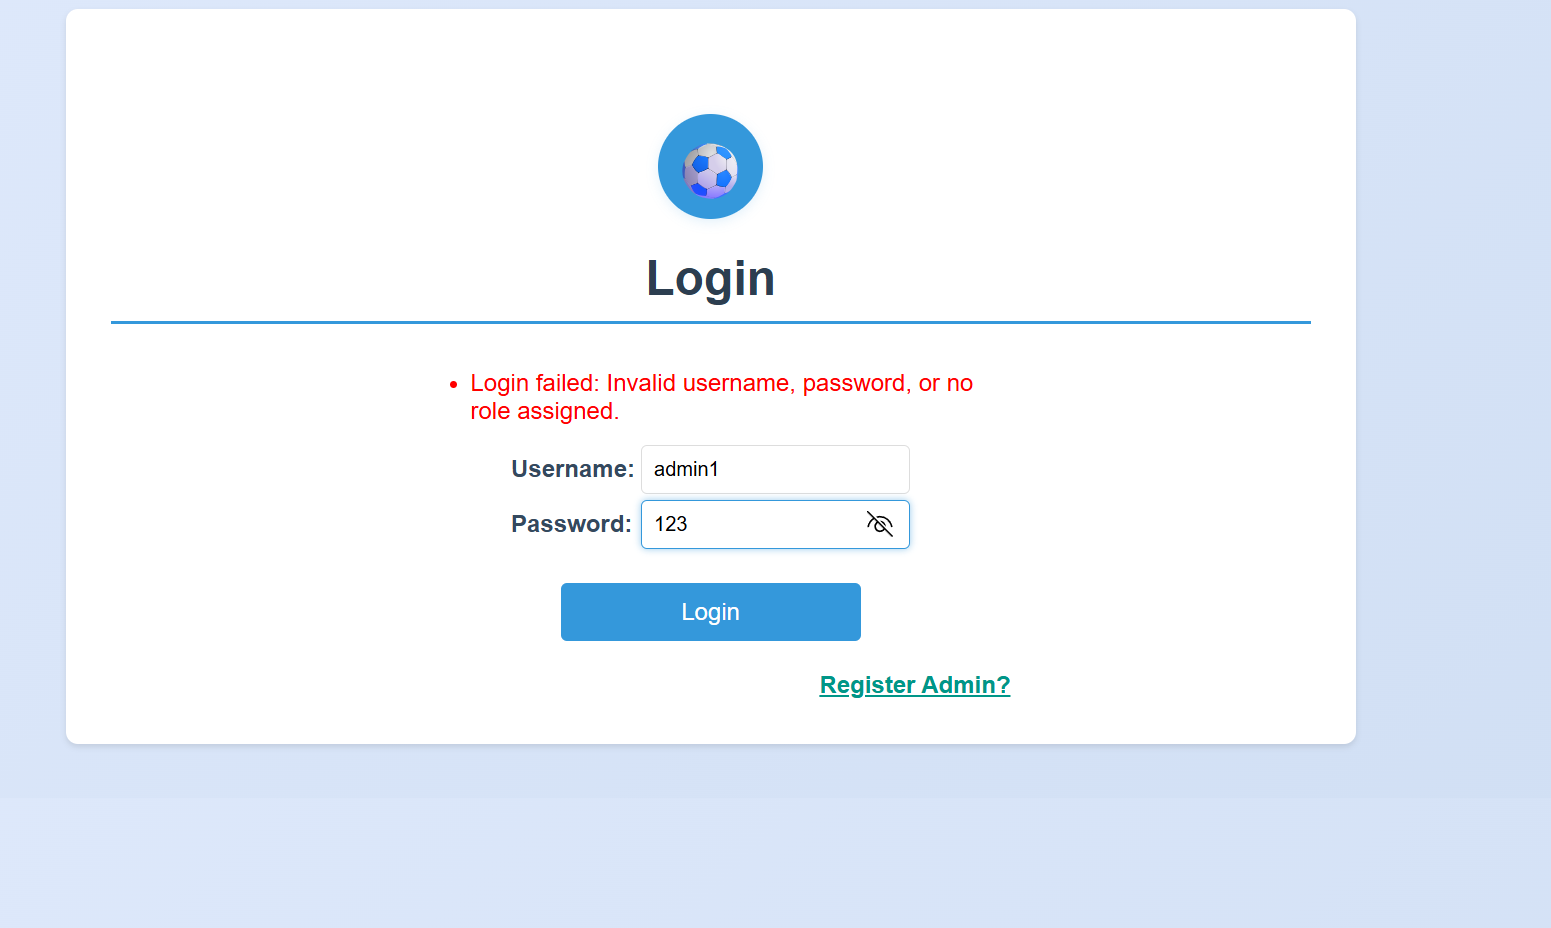 Login
Login failed: Invalid username, password, or no
role assigned.
Username: admin1
Password: 123
Login
Register Admin?